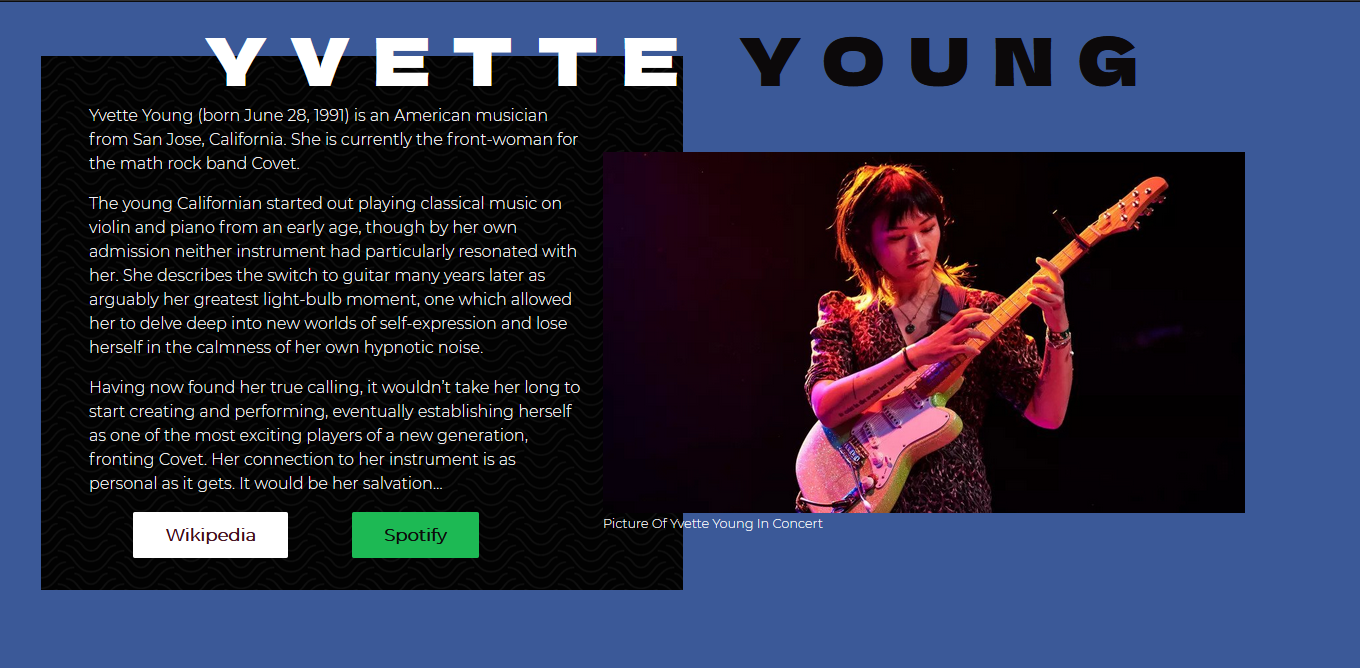 YVETTE YOUNG
Yvette Young (born June 28, 1991) is an American musician
from San Jose, California. She is currently the front-woman for
the math rock band Covet.
The young Californian started out playing classical music on
violin and piano from an early age, though by her own
admission neither instrument had particularly resonated with
her. She describes the switch to guitar many years later as
arguably her greatest light-bulb moment, one which allowed
her to delve deep into new worlds of self-expression and lose
herself in the calmness of her own hypnotic noise.
Having now found her true calling, it wouldn’t take her long to
start creating and performing, eventually establishing herself
as one of the most exciting players of a new generation,
fronting Covet. Her connection to her instrument is as
personal as it gets. It would be her salvation...
Wikipedia
Spotify
Picture Of Yvette Young In Concert